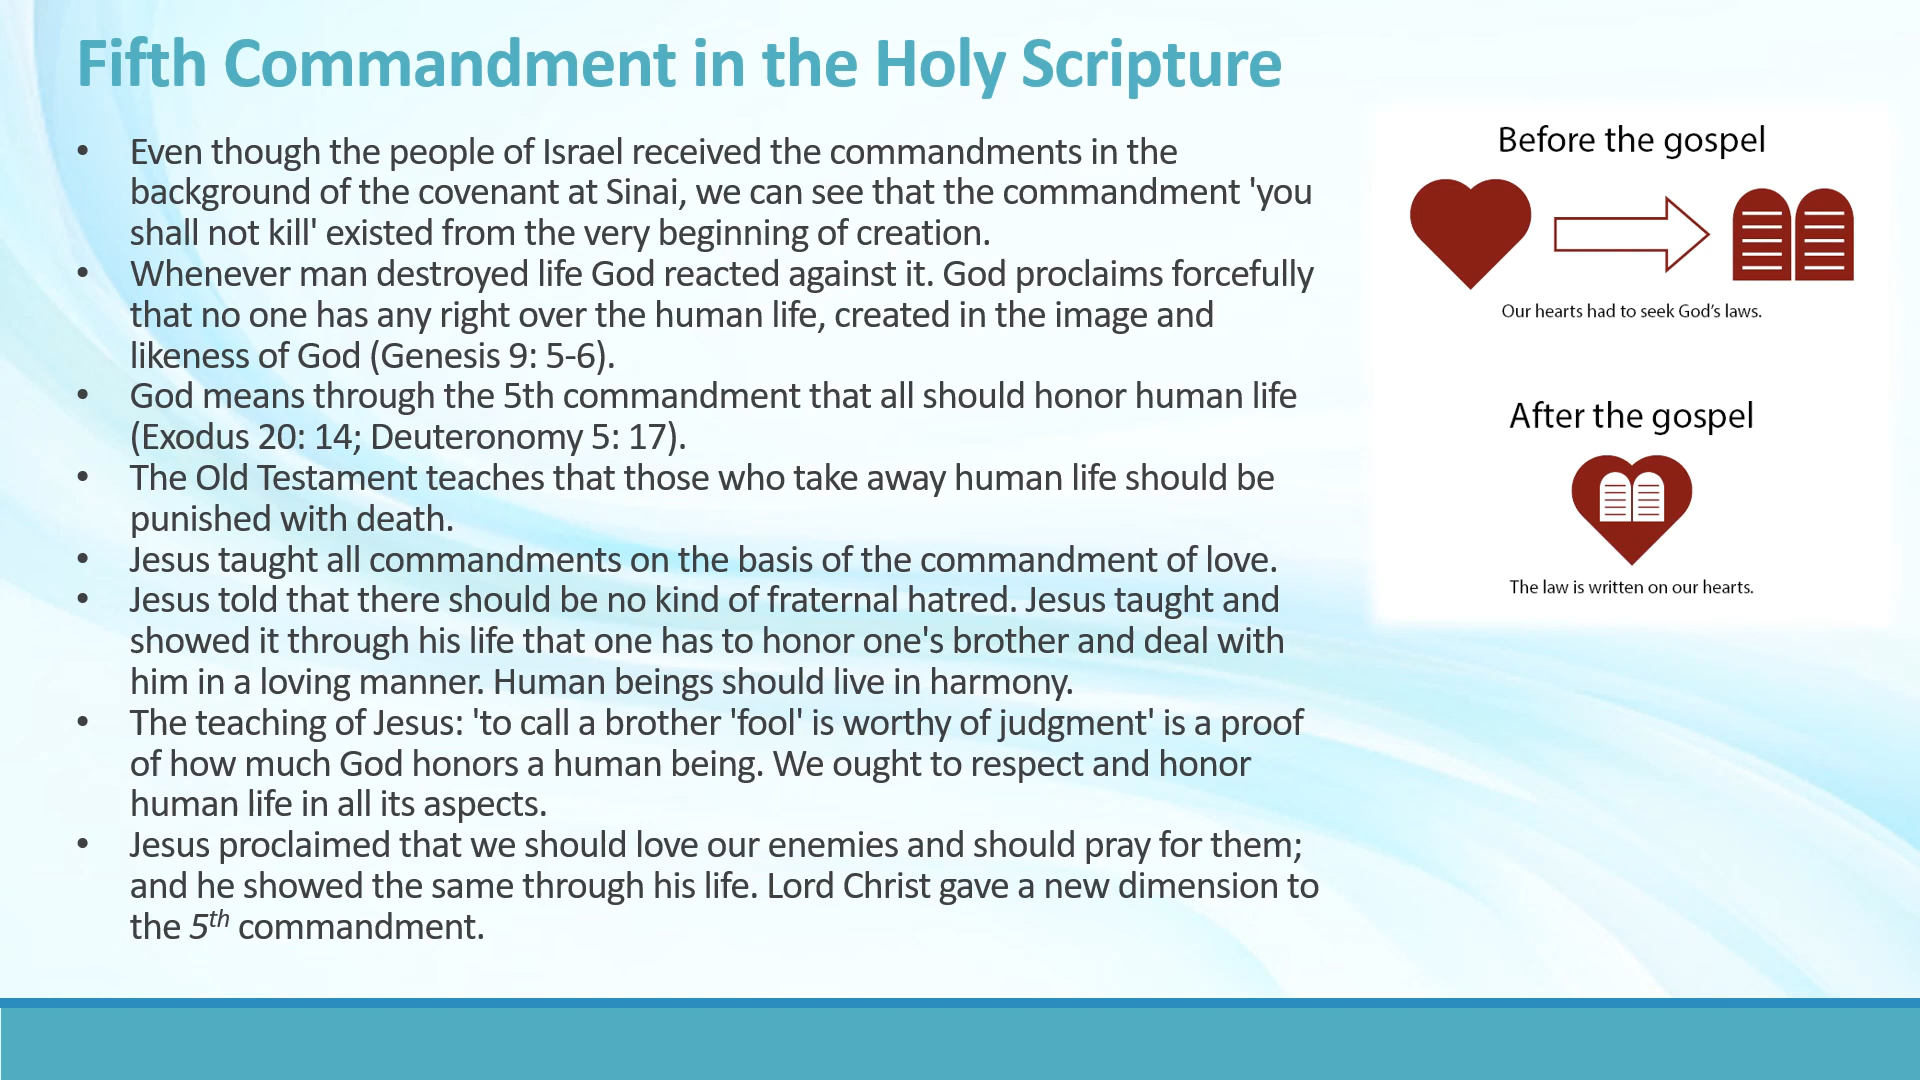 Fifth Commandment in the Holy Scripture
• Even though the people of Israel received the commandments in the
background of the covenant at Sinai, we can see that the commandment 'you
shall not kill' existed from the very beginning of creation.
• Whenever man destroyed life God reacted against it. God proclaims forcefully
that no one has any right over the human life, created in the image and
likeness of God (Genesis 9: 5-6).
• God means through the 5th commandment that all should honor human life
(Exodus 20: 14; Deuteronomy 5: 17).
• The Old Testament teaches that those who take away human life should be
punished with death.
• Jesus taught all commandments on the basis of the commandment of love.
• Jesus told that there should be no kind of fraternal hatred. Jesus taught and
showed it through his life that one has to honor one's brother and deal with
him in a loving manner. Human beings should live in harmony.
• The teaching of Jesus: 'to call a brother 'fool' is worthy of judgment' is a proof
of how much God honors a human being. We ought to respect and honor
human life in all its aspects.
• Jesus proclaimed that we should love our enemies and should pray for them;
and he showed the same through his life. Lord Christ gave a new dimension to
the 5th commandment.
Before the gospel
Our hearts had to seek God’s laws.
After the gospel
The law is written on our hearts.